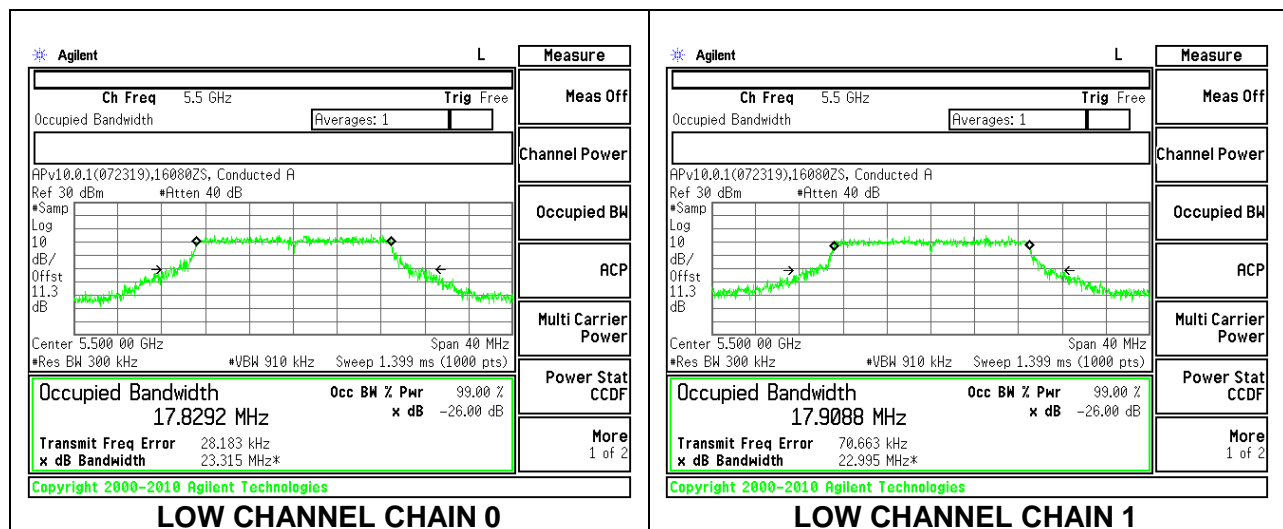 Agilent L
Measure
Ch Freq 5.5 GHz Trig Free
Meas Off
Occupied Bandwidth Averages: 1
Channel Power
APv10.0.1(072319),16080ZS, Conducted A
Ref 30 dBm #Atten 40 dB
#Samp
Log
10
dB/
Offst
11.3
dB
Occupied BW
ACP
Multi Carrier
Power
Center 5.500 00 GHz Span 40 MHz
#Res BW 300 kHz #VBW 910 kHz Sweep 1.399 ms (1000 pts)
Power Stat
CCDF
Occupied Bandwidth Occ BW % Pwr 99.00 %
17.8292 MHz x dB -26.00 dB
Transmit Freq Error 28.183 kHz
x dB Bandwidth 23.315 MHz*
More
1 of 2
Copyright 2000-2010 Agilent Technologies
LOW CHANNEL CHAIN 0
Agilent L
Measure
Ch Freq 5.5 GHz Trig Free
Meas Off
Occupied Bandwidth Averages: 1
Channel Power
APv10.0.1(072319),16080ZS, Conducted A
Ref 30 dBm #Atten 40 dB
#Samp
Log
10
dB/
Offst
11.3
dB
Occupied BW
ACP
Multi Carrier
Power
Center 5.500 00 GHz Span 40 MHz
#Res BW 300 kHz #VBW 910 kHz Sweep 1.399 ms (1000 pts)
Power Stat
CCDF
Occupied Bandwidth Occ BW % Pwr 99.00 %
17.9088 MHz x dB -26.00 dB
Transmit Freq Error 70.663 kHz
x dB Bandwidth 22.995 MHz*
More
1 of 2
Copyright 2000-2010 Agilent Technologies
LOW CHANNEL CHAIN 1